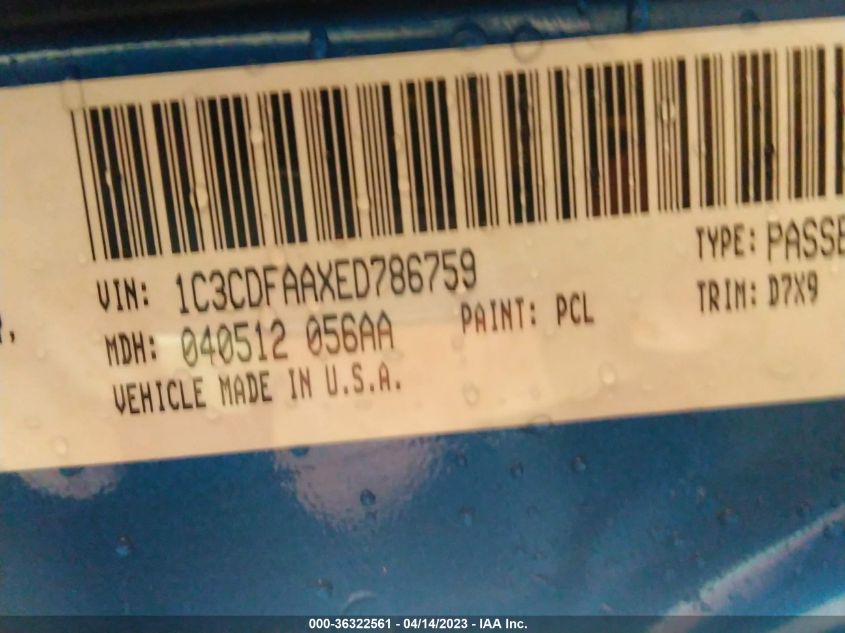 VIN: 1C3CDFAAXED786759
TYPE: PASSE
MDH: 040512 056AA
PAINT: PCL
TRIM: D7X9
VEHICLE MADE IN U.S.A.
000-36322561 - 04/14/2023 - IAA Inc.